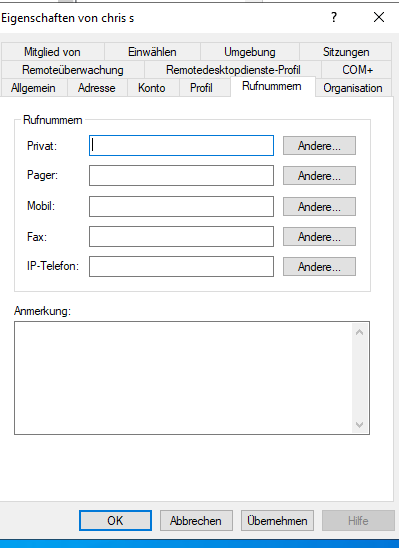 Eigenschaften von chris s
Mitglied von Einwählen Umgebung Sitzungen
Remoteüberwachung Remotedesktopdienste-Profil COM+
Allgemein Adresse Konto Profil Rufnummern Organisation
Rufnummern
Privat: Andere...
Pager: Andere...
Mobil: Andere...
Fax: Andere...
IP-Telefon: Andere...
Anmerkung:
OK Abbrechen Übernehmen Hilfe